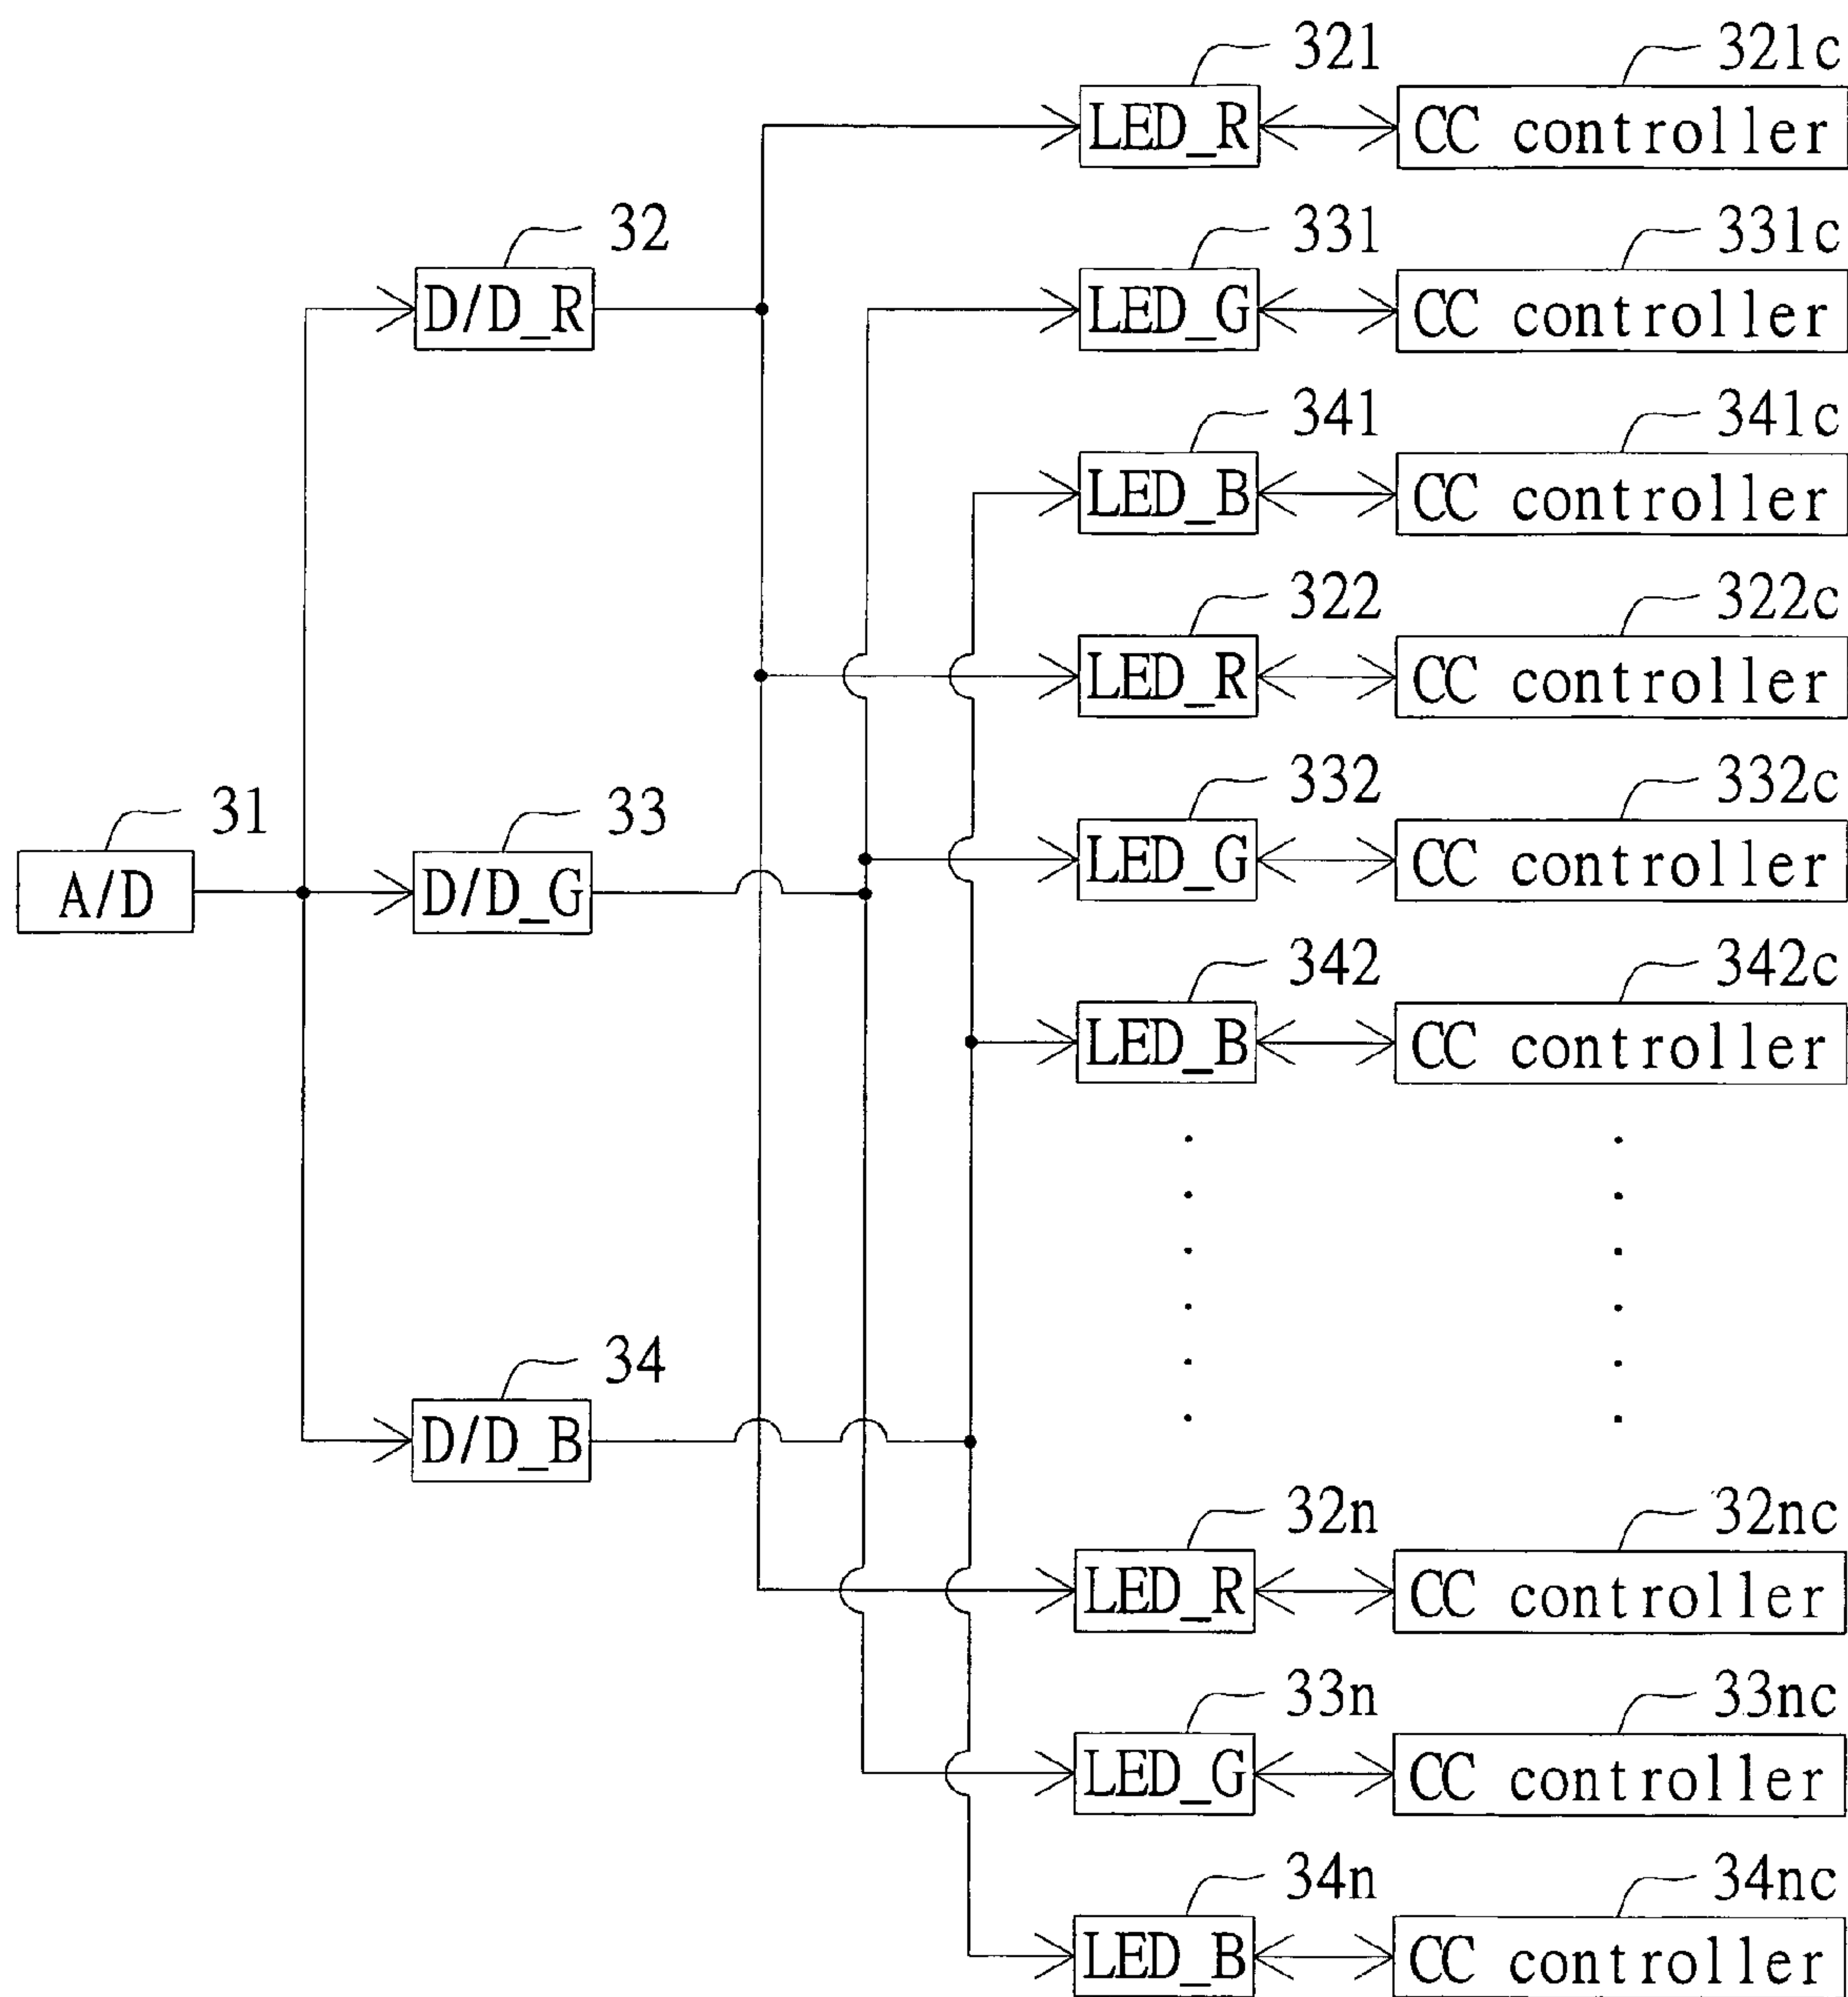 321 321c
LED_R CC controller
32 331 331c
D/D_R LED_G CC controller
341 341c
LED_B CC controller
322 322c
LED_R CC controller
31 33 332 332c
A/D D/D_G LED_G CC controller
342 342c
LED_B CC controller
34
D/D_B
32n 32nc
LED_R CC controller
33n 33nc
LED_G CC controller
34n 34nc
LED_B CC controller